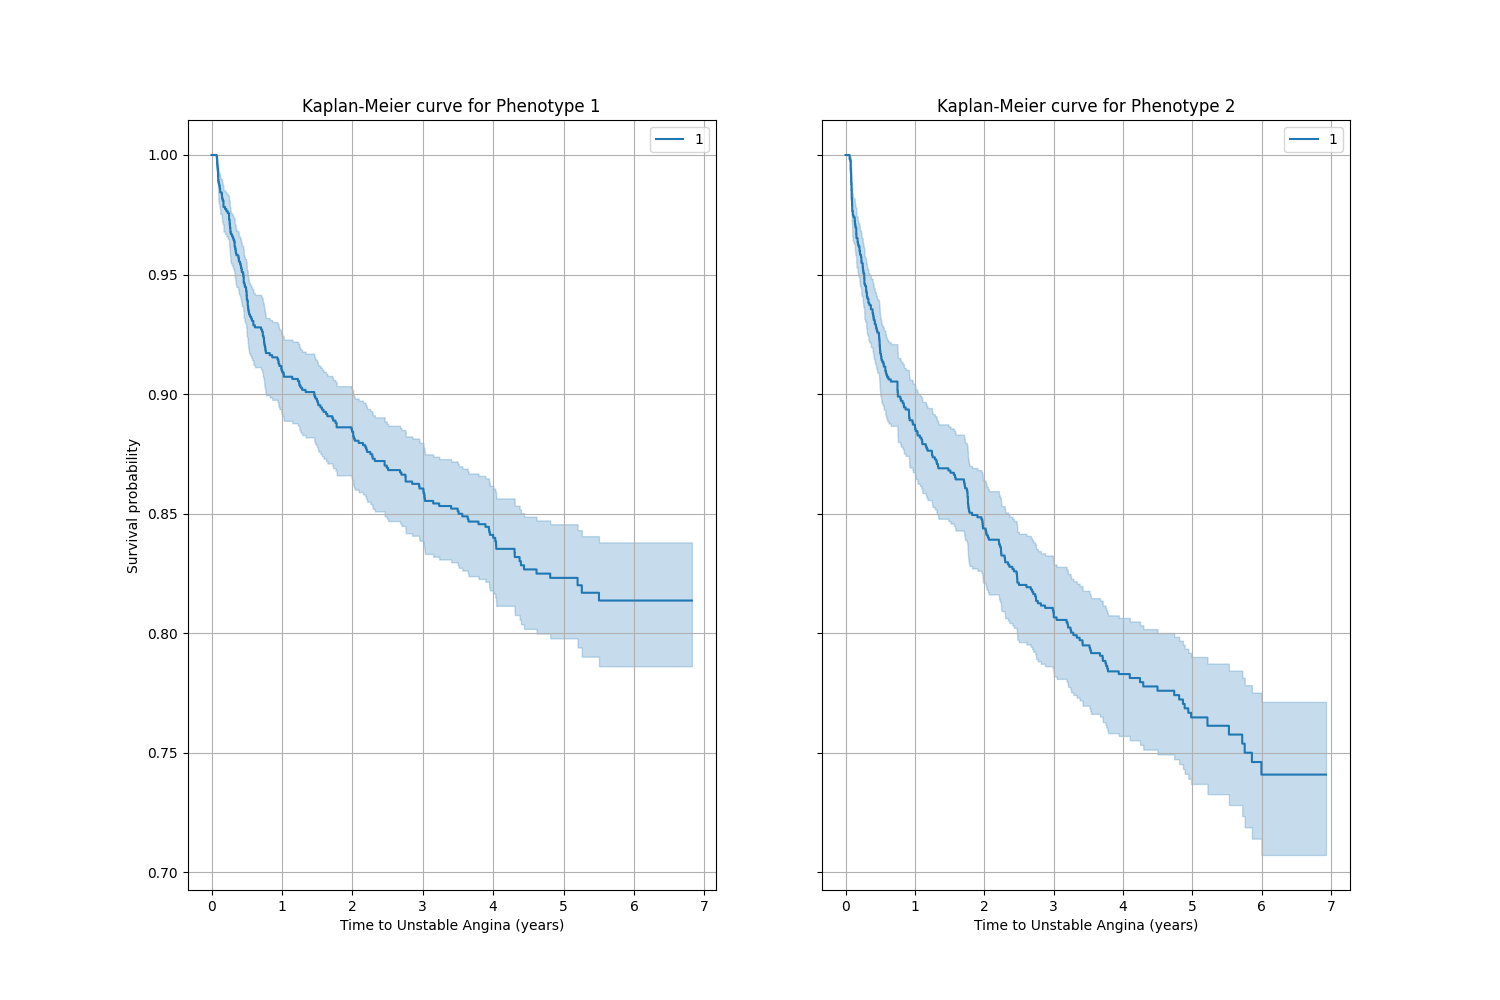 Kaplan-Meier curve for Phenotype 1
1
1.00
0.95
0.90
0.85
0.80
0.75
0.70
Survival probability
0 1 2 3 4 5 6 7
Time to Unstable Angina (years)
Kaplan-Meier curve for Phenotype 2
1
0 1 2 3 4 5 6 7
Time to Unstable Angina (years)